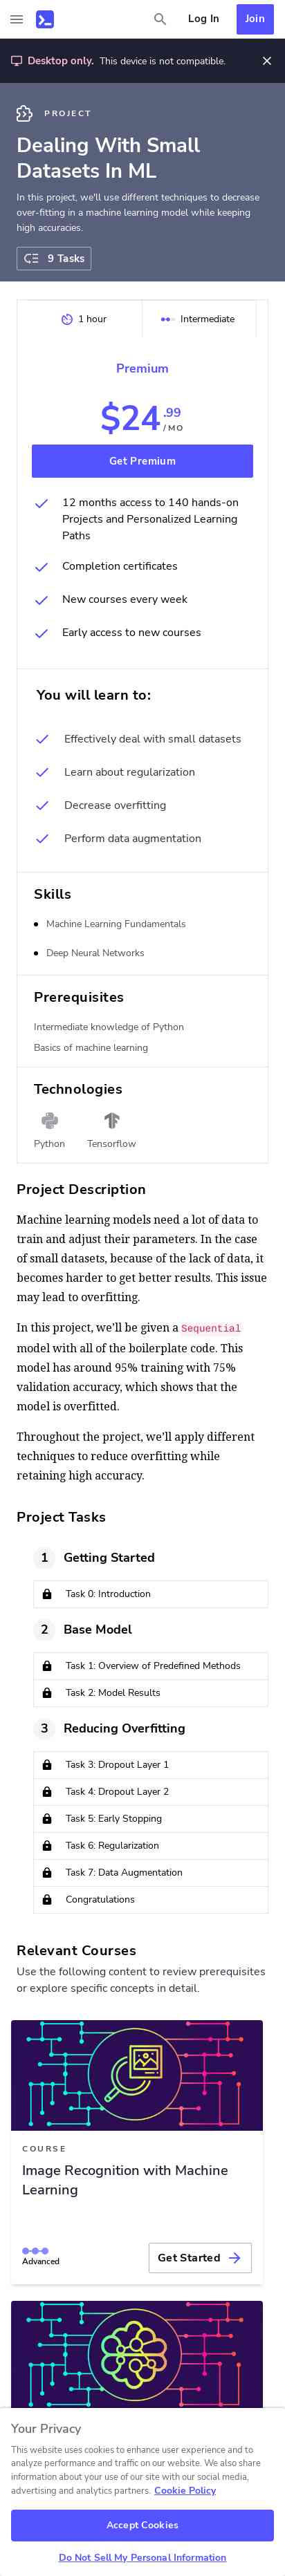 Log In
Join
Desktop only. This device is not compatible.
PROJECT
Dealing With Small
Datasets In ML
In this project, we'll use different techniques to decrease
over-fitting in a machine learning model while keeping
high accuracies.
9 Tasks
1 hour
Intermediate
Premium
$24.99
/MO
Get Premium
12 months access to 140 hands-on
Projects and Personalized Learning
Paths
Completion certificates
New courses every week
Early access to new courses
You will learn to:
Effectively deal with small datasets
Learn about regularization
Decrease overfitting
Perform data augmentation
Skills
Machine Learning Fundamentals
Deep Neural Networks
Prerequisites
Intermediate knowledge of Python
Basics of machine learning
Technologies
Python
Tensorflow
Project Description
Machine learning models need a lot of data to
train and adjust their parameters. In the case
of small datasets, because of the lack of data, it
becomes harder to get better results. This issue
may lead to overfitting.
In this project, we'll be given a Sequential
model with all of the boilerplate code. This
model has around 95% training with 75%
validation accuracy, which shows that the
model is overfitted.
Throughout the project, we'll apply different
techniques to reduce overfitting while
retaining high accuracy.
Project Tasks
1 Getting Started
Task 0: Introduction
2 Base Model
Task 1: Overview of Predefined Methods
Task 2: Model Results
3 Reducing Overfitting
Task 3: Dropout Layer 1
Task 4: Dropout Layer 2
Task 5: Early Stopping
Task 6: Regularization
Task 7: Data Augmentation
Congratulations
Relevant Courses
Use the following content to review prerequisites
or explore specific concepts in detail.
COURSE
Image Recognition with Machine
Learning
Advanced
Get Started
Your Privacy
This website uses cookies to enhance user experience and to
analyze performance and traffic on our website. We also share
information about your use of our site with our social media,
advertising and analytics partners. Cookie Policy
Accept Cookies
Do Not Sell My Personal Information